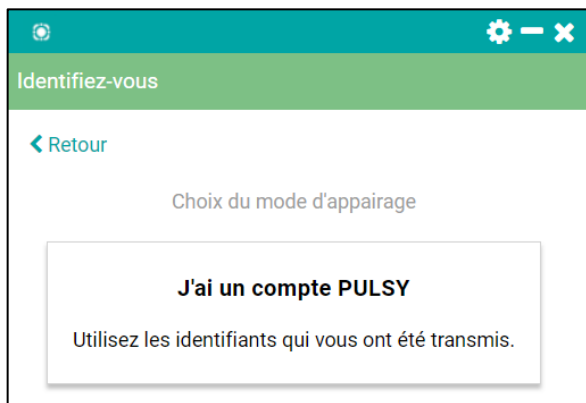 Identifiez-vous
Retour
Choix du mode d'appairage
J'ai un compte PULSY
Utilisez les identifiants qui vous ont été transmis.